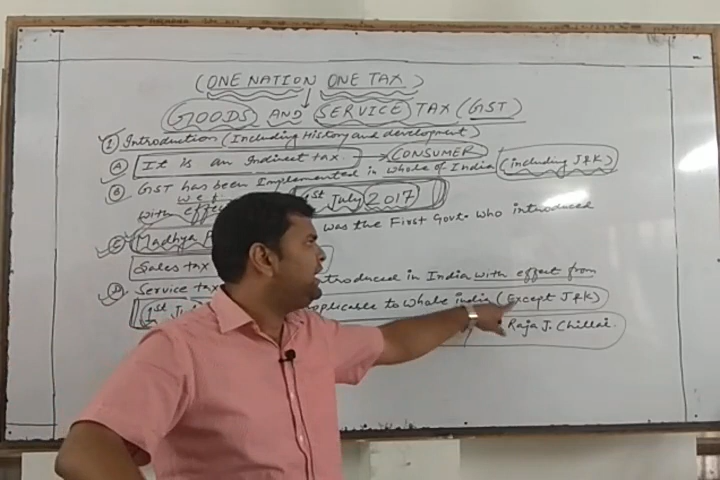 (ONE NATION ONE TAX)
GOODS AND SERVICE TAX (GST)
1 Introduction (Including History and development)
A It is an Indirect tax. → CONSUMER
B GST has been Implemented in whole of India (including J&K)
w e f
with effect 1st July 2017
C Madhya was the First Govt. who introduced
Sales tax
D Service tax introduced in India with effect from
1st applicable to whole india (Except J&K)
Raja J. Chillai.